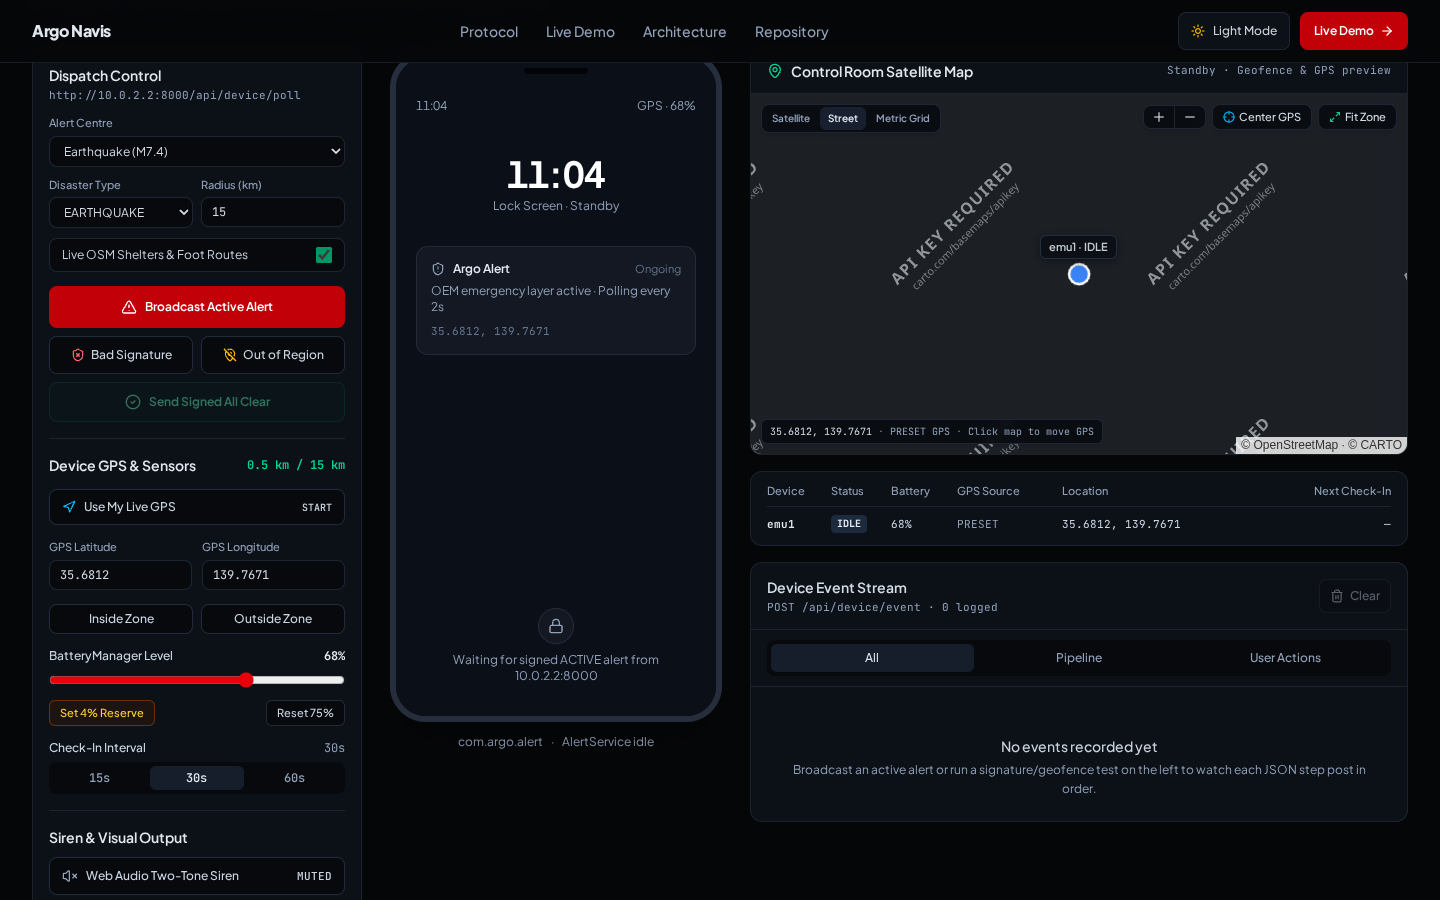 Argo Navis
Protocol
Live Demo
Architecture
Repository
Light Mode
Live Demo
Dispatch Control
http://10.0.2.2:8000/api/device/poll
Alert Centre
Earthquake (M7.4)
Disaster Type
Radius (km)
EARTHQUAKE
15
Live OSM Shelters & Foot Routes
Broadcast Active Alert
Bad Signature
Out of Region
Send Signed All Clear
Device GPS & Sensors
0.5 km / 15 km
Use My Live GPS
START
GPS Latitude
GPS Longitude
35.6812
139.7671
Inside Zone
Outside Zone
BatteryManager Level
68%
Set 4% Reserve
Reset 75%
Check-In Interval
30s
15s
30s
60s
Siren & Visual Output
Web Audio Two-Tone Siren
MUTED
11:04
GPS · 68%
11:04
Lock Screen · Standby
Argo Alert
Ongoing
OEM emergency layer active · Polling every
2s
35.6812, 139.7671
Waiting for signed ACTIVE alert from
10.0.2.2:8000
com.argo.alert · AlertService idle
Control Room Satellite Map
Standby · Geofence & GPS preview
Satellite
Street
Metric Grid
+
−
Center GPS
Fit Zone
API KEY REQUIRED
carto.com/basemaps/apikey
API KEY REQUIRED
carto.com/basemaps/apikey
emu1 · IDLE
35.6812, 139.7671 · PRESET GPS · Click map to move GPS
© OpenStreetMap · © CARTO
Device
Status
Battery
GPS Source
Location
Next Check-In
emu1
IDLE
68%
PRESET
35.6812, 139.7671
—
Device Event Stream
POST /api/device/event · 0 logged
Clear
All
Pipeline
User Actions
No events recorded yet
Broadcast an active alert or run a signature/geofence test on the left to watch each JSON step post in
order.